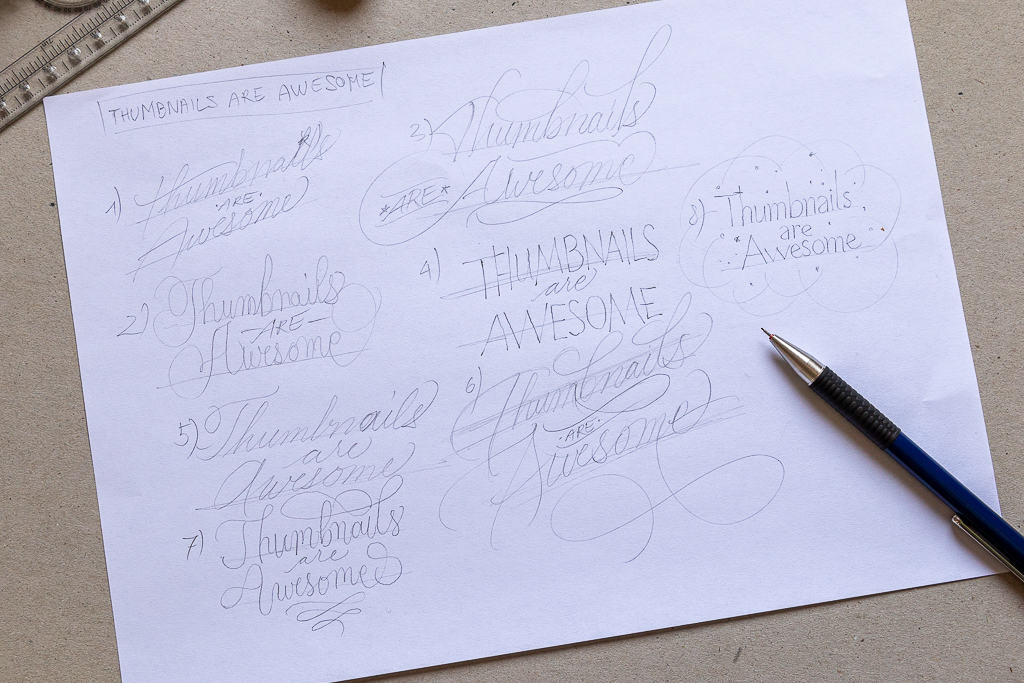 THUMBNAILS ARE AWESOME
1) Thumbnails
ARE
Awesome
2) Thumbnails
- ARE -
Awesome
3) Thumbnails
*ARE* Awesome
4) THUMBNAILS
are
AWESOME
5) Thumbnails
are
Awesome
6) Thumbnails
·ARE·
Awesome
7) Thumbnails
are
Awesome
8) Thumbnails
are
Awesome